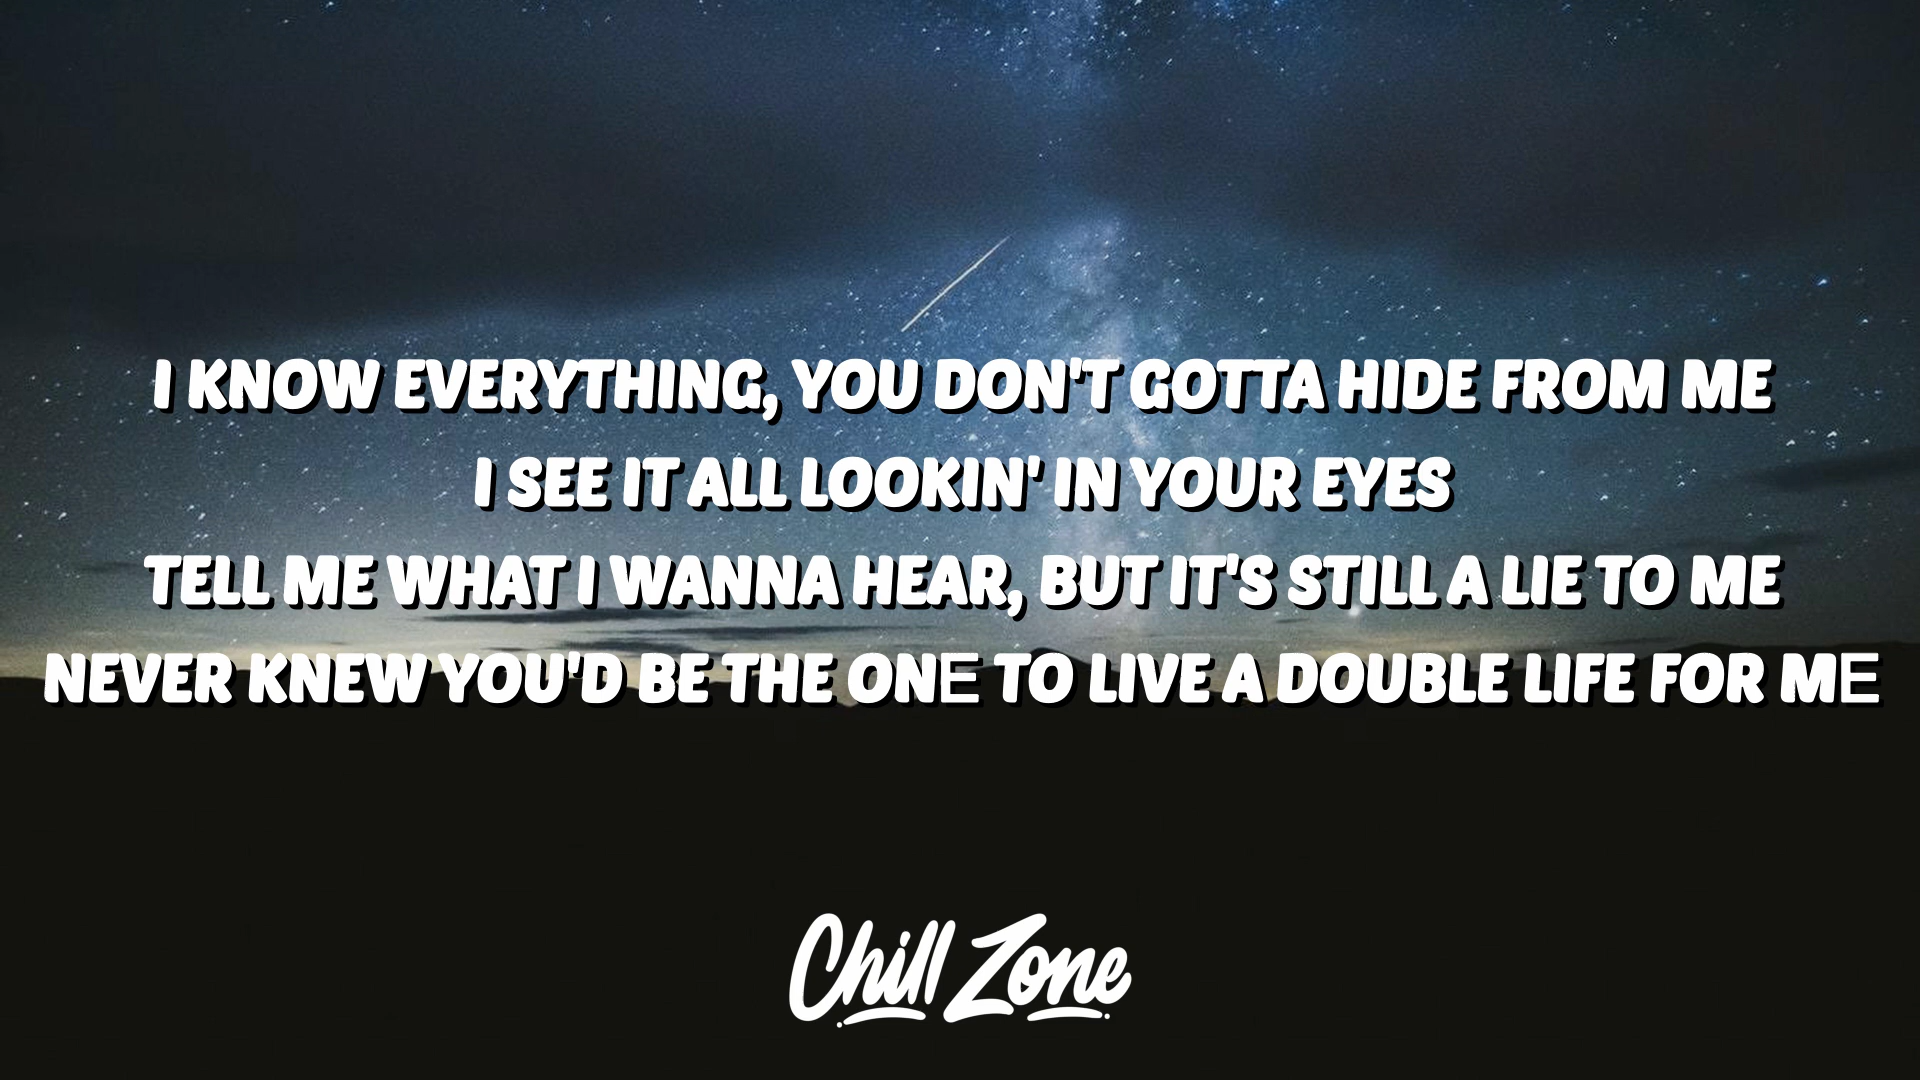 I KNOW EVERYTHING, YOU DON'T GOTTA HIDE FROM ME
I SEE IT ALL LOOKIN' IN YOUR EYES
TELL ME WHAT I WANNA HEAR, BUT IT'S STILL A LIE TO ME
NEVER KNEW YOU'D BE THE ONE TO LIVE A DOUBLE LIFE FOR ME
Chill Zone